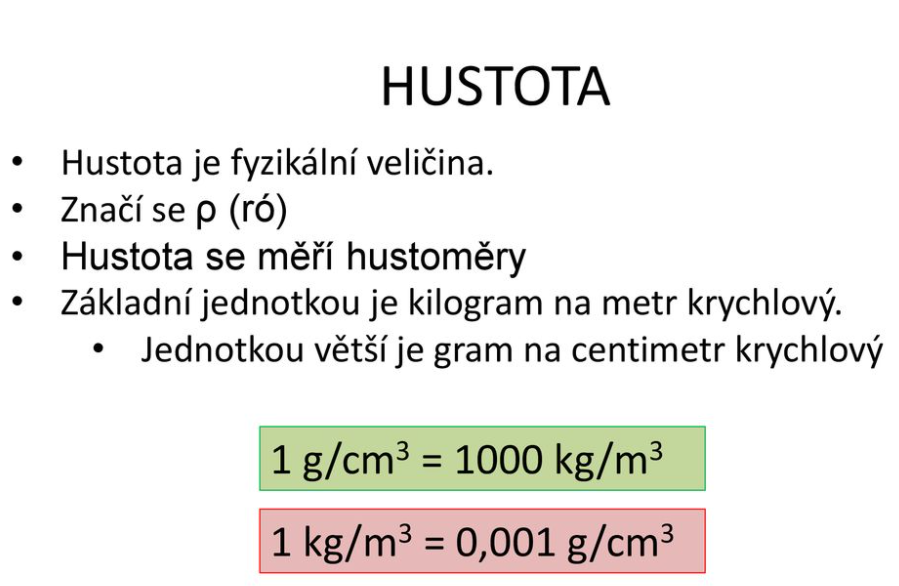 HUSTOTA
• Hustota je fyzikální veličina.
• Značí se ρ (ró)
• Hustota se měří hustoměry
• Základní jednotkou je kilogram na metr krychlový.
• Jednotkou větší je gram na centimetr krychlový
1 g/cm³ = 1000 kg/m³
1 kg/m³ = 0,001 g/cm³